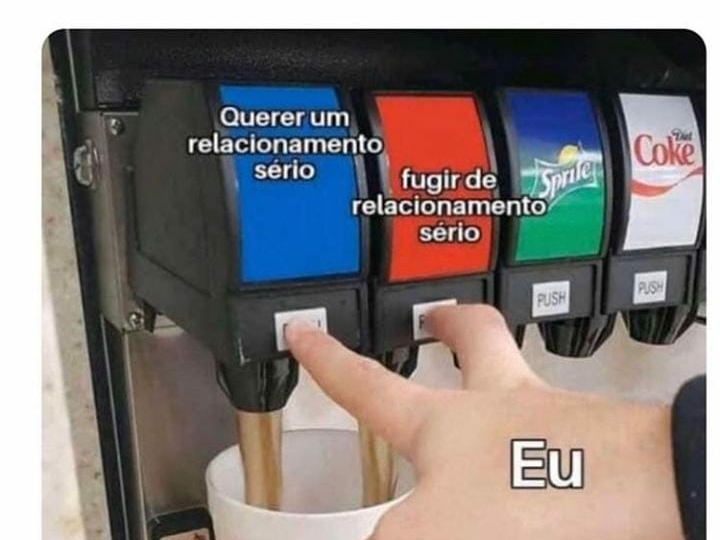 Querer um
relacionamento
sério
fugir de
relacionamento
sério
Sprite
Diet
Coke
PUSH
PUSH
Eu